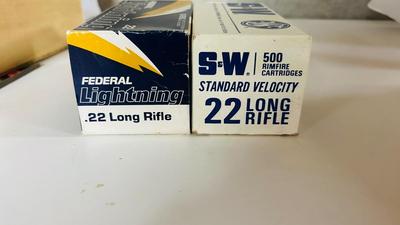 FEDERAL
Lightning
.22 Long Rifle
S&W®
500
RIMFIRE
CARTRIDGES
STANDARD VELOCITY
22 LONG
RIFLE